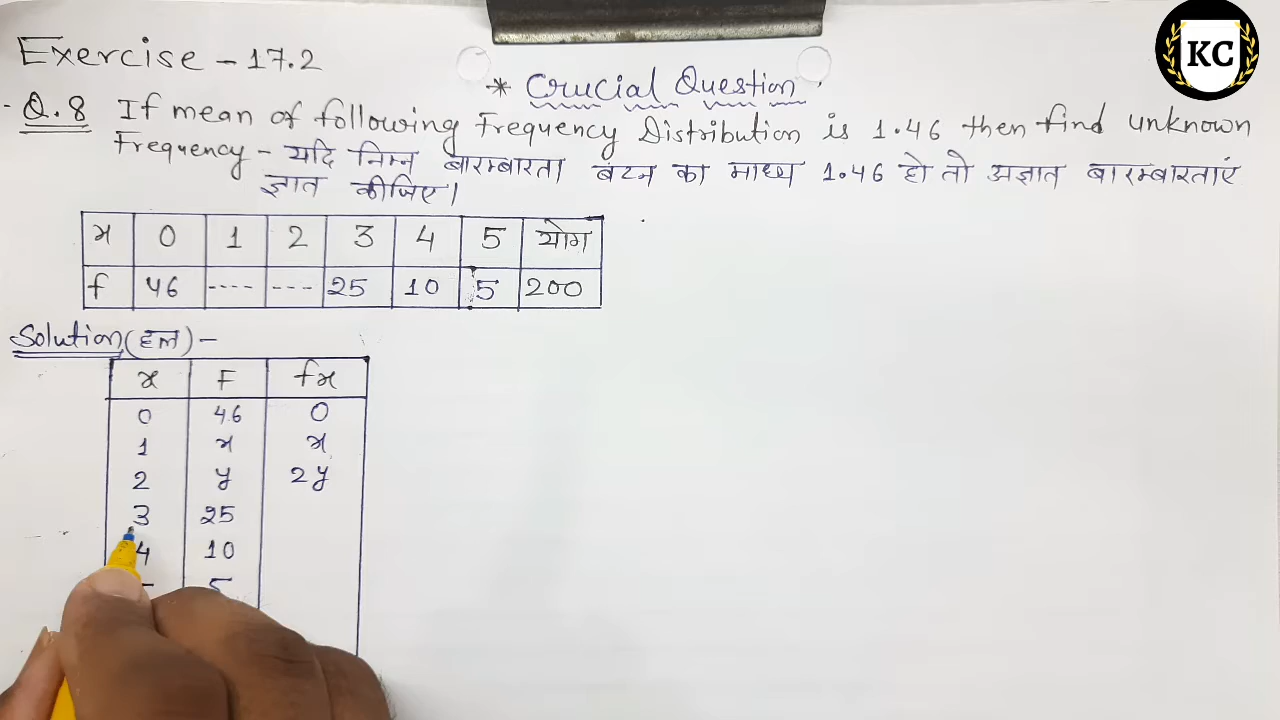 Exercise - 17.2
KC
* Crucial Question
Q.8 If mean of following Frequency Distribution is 1.46 then find unknown
Frequency - यदि निम्न बारम्बारता बंटन का माध्य 1.46 हो तो अज्ञात बारम्बारताएं
ज्ञात कीजिए।
x 0 1 2 3 4 5 योग
f 46 ---- --- 25 10 5 200
Solution (हल) -
x F fx
0 46 0
1 x x
2 y 2y
3 25
4 10
5